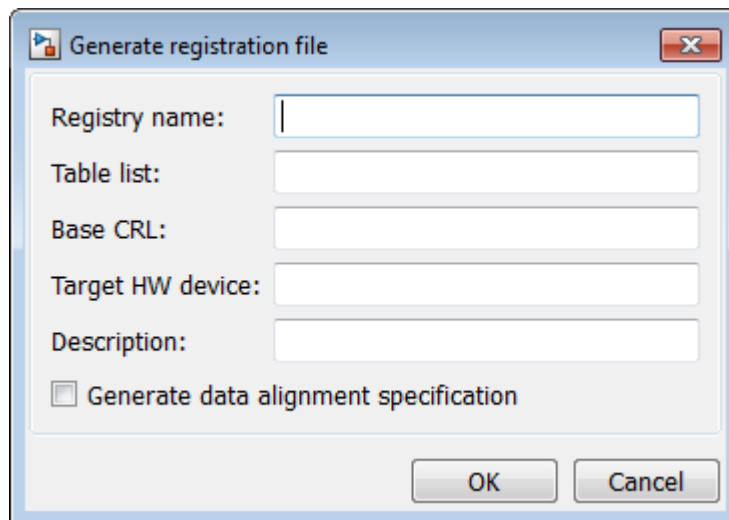 Generate registration file
Registry name:
Table list:
Base CRL:
Target HW device:
Description:
Generate data alignment specification
OK Cancel